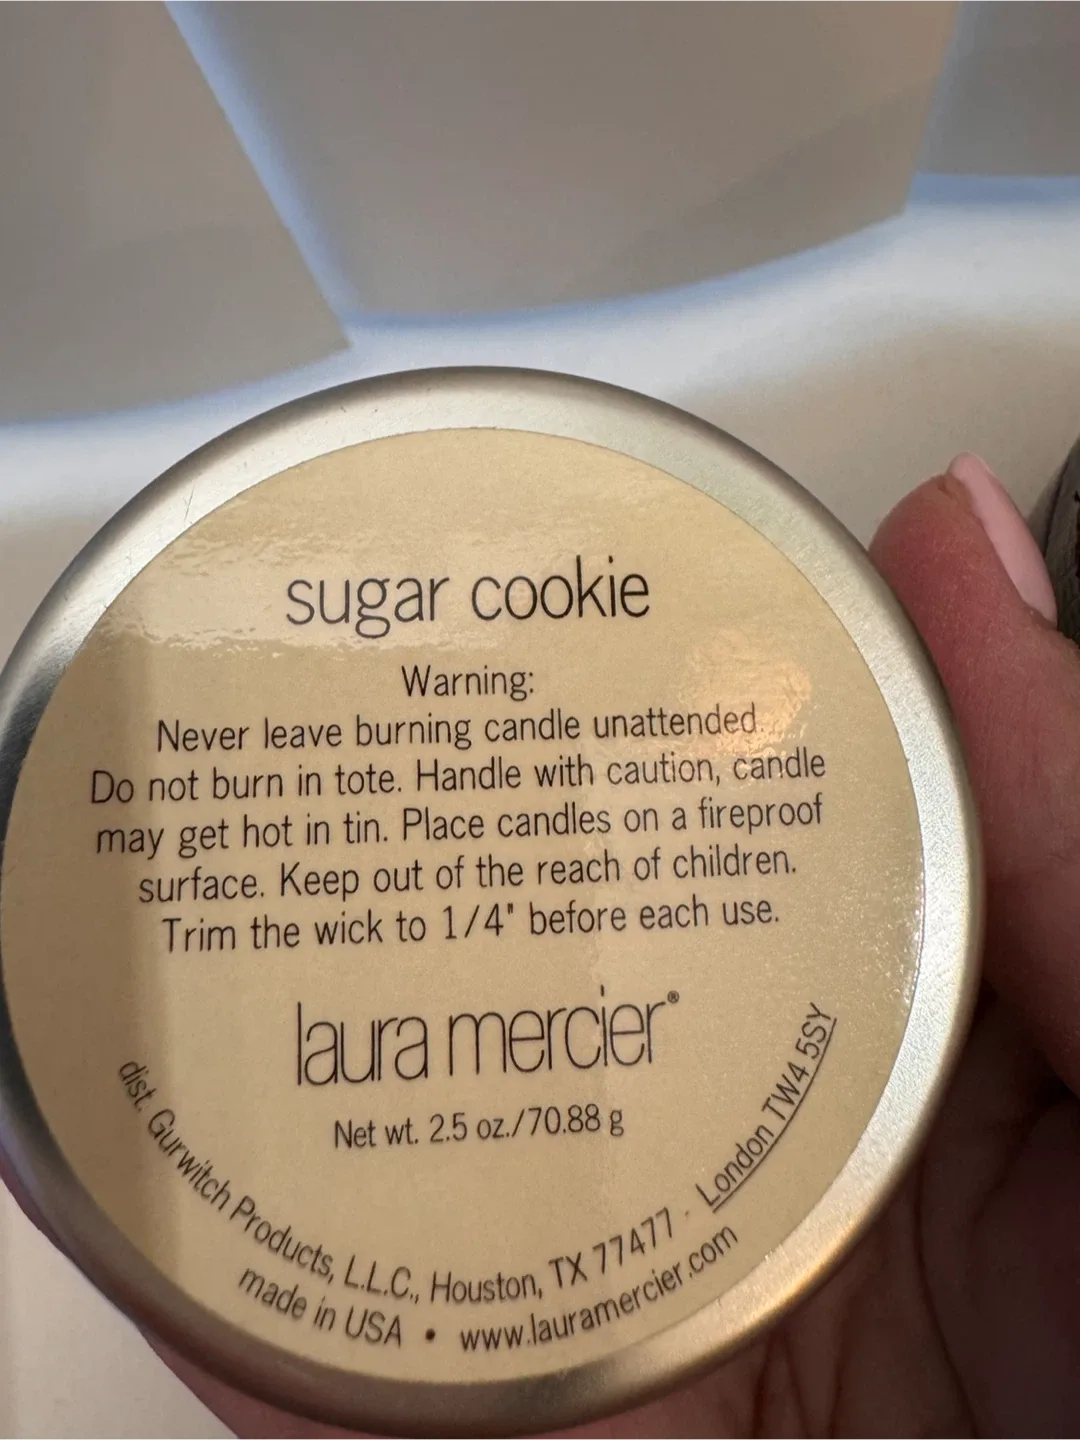 sugar cookie
Warning:
Never leave burning candle unattended.
Do not burn in tote. Handle with caution, candle
may get hot in tin. Place candles on a fireproof
surface. Keep out of the reach of children.
Trim the wick to 1/4" before each use.
laura mercier®
Net wt. 2.5 oz./70.88 g
dist. Gurwitch Products, L.L.C., Houston, TX 77477 · London TW4 5SY
made in USA • www.lauramercier.com